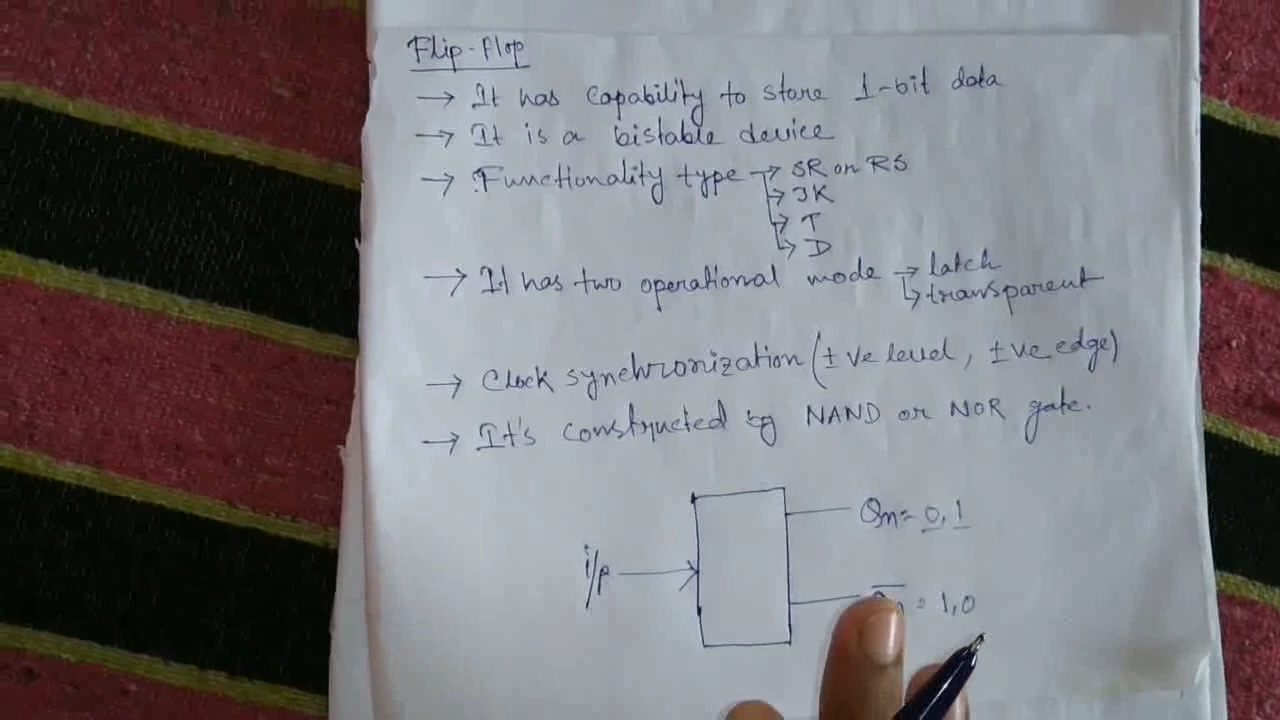 Flip-Flop
→ It has capability to store 1-bit data
→ It is a bistable device
→ Functionality type → SR or RS
→ JK
→ T
→ D
→ It has two operational mode → latch
→ transparent
→ Clock synchronization (± ve level, ± ve edge)
→ It's constructed by NAND or NOR gate.
Qn = 0, 1
i/p
= 1, 0